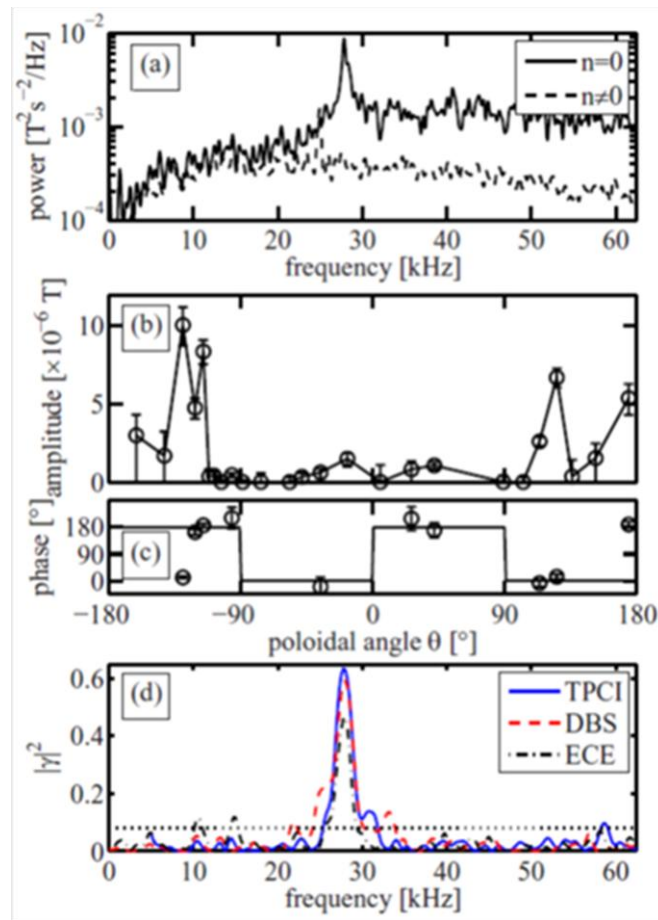 (a)
n=0
n≠0
power [T²s⁻²/Hz]
10⁻²
10⁻³
10⁻⁴
0 10 20 30 40 50 60
frequency [kHz]
(b)
amplitude [×10⁻⁶ T]
10
5
0
(c)
phase [°]
180
90
0
−180 −90 0 90 180
poloidal angle θ [°]
(d)
TPCI
DBS
ECE
|γ|²
0.6
0.4
0.2
0
0 10 20 30 40 50 60
frequency [kHz]